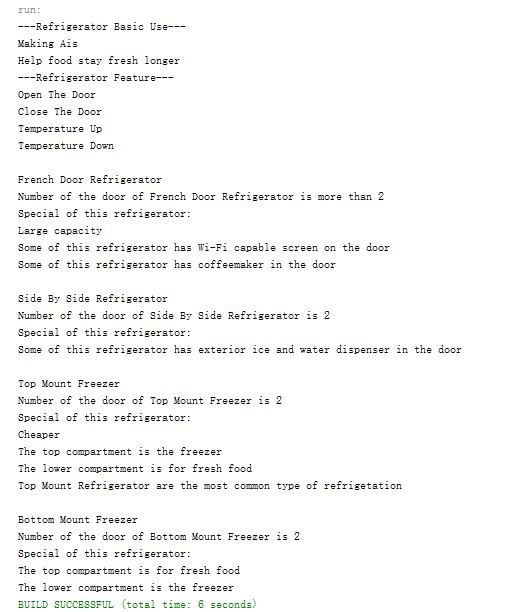 run:
---Refrigerator Basic Use---
Making Ais
Help food stay fresh longer
---Refrigerator Feature---
Open The Door
Close The Door
Temperature Up
Temperature Down
French Door Refrigerator
Number of the door of French Door Refrigerator is more than 2
Special of this refrigerator:
Large capacity
Some of this refrigerator has Wi-Fi capable screen on the door
Some of this refrigerator has coffeemaker in the door
Side By Side Refrigerator
Number of the door of Side By Side Refrigerator is 2
Special of this refrigerator:
Some of this refrigerator has exterior ice and water dispenser in the door
Top Mount Freezer
Number of the door of Top Mount Freezer is 2
Special of this refrigerator:
Cheaper
The top compartment is the freezer
The lower compartment is for fresh food
Top Mount Refrigerator are the most common type of refrigetation
Bottom Mount Freezer
Number of the door of Bottom Mount Freezer is 2
Special of this refrigerator:
The top compartment is for fresh food
The lower compartment is the freezer
BUILD SUCCESSFUL (total time: 6 seconds)